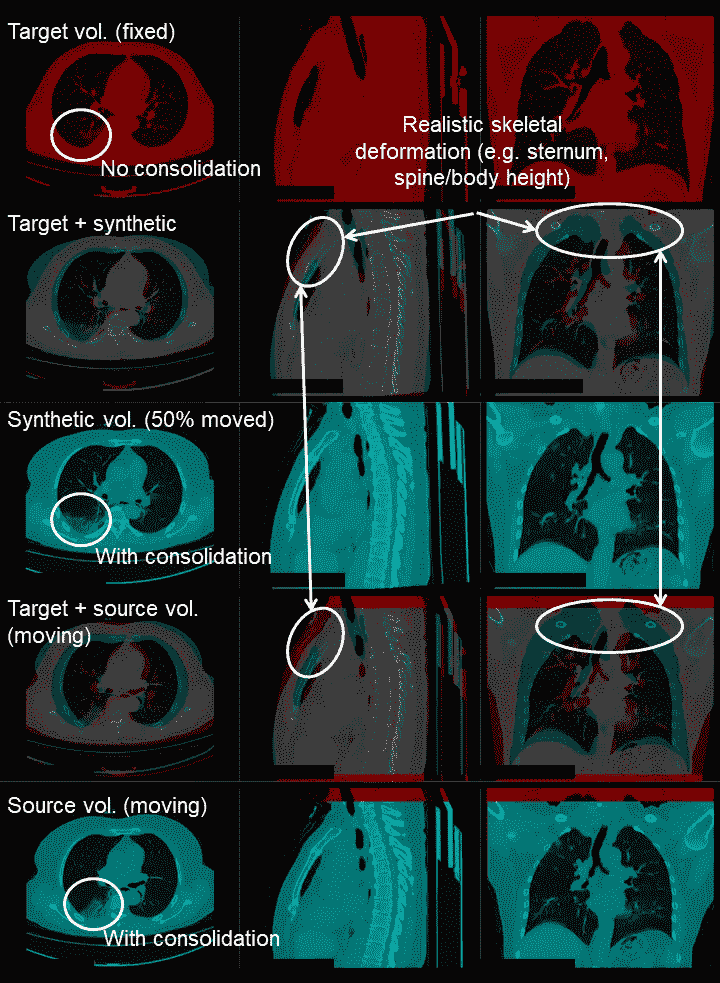 Target vol. (fixed)
Realistic skeletal
deformation (e.g. sternum,
spine/body height)
No consolidation
Target + synthetic
Synthetic vol. (50% moved)
With consolidation
Target + source vol.
(moving)
Source vol. (moving)
With consolidation